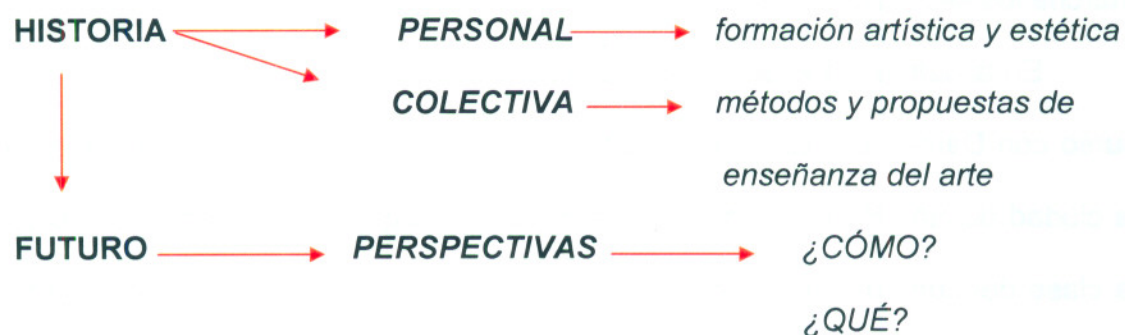 HISTORIA PERSONAL formación artística y estética
COLECTIVA métodos y propuestas de
enseñanza del arte
FUTURO PERSPECTIVAS ¿CÓMO?
¿QUÉ?